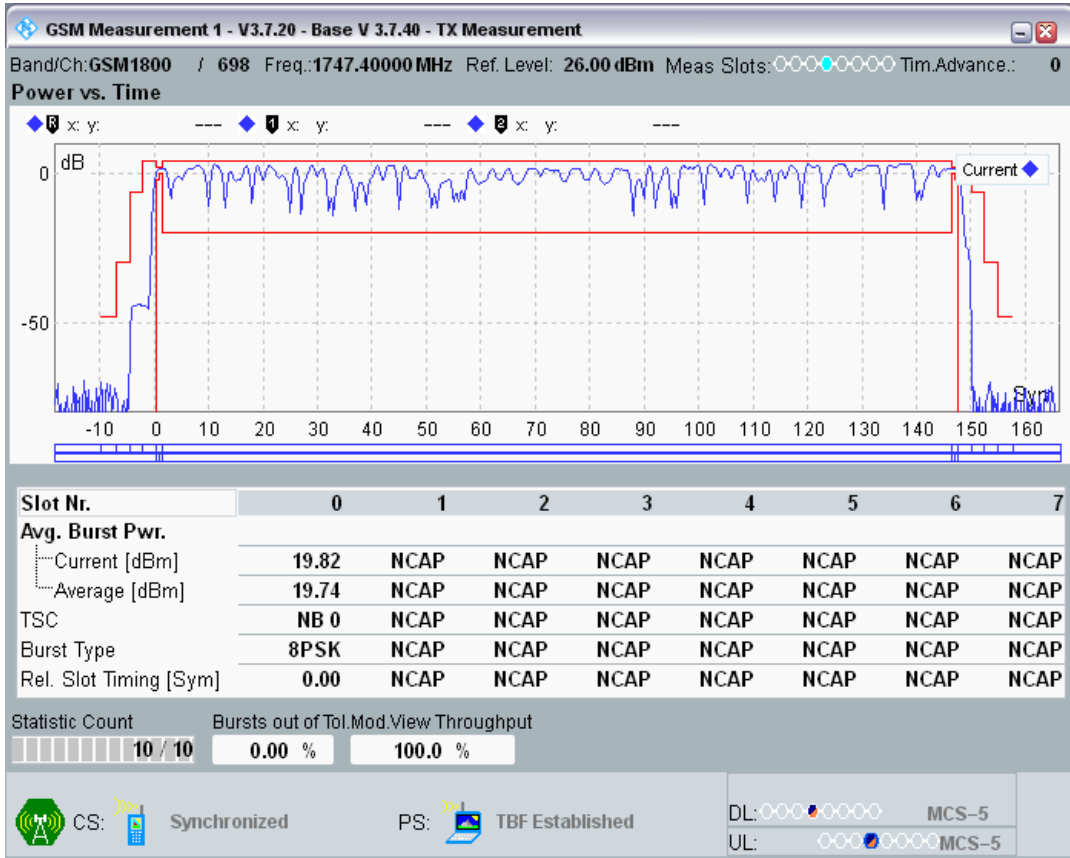 GSM Measurement 1 - V3.7.20 - Base V 3.7.40 - TX Measurement
Band/Ch:GSM1800 / 698 Freq.:1747.40000 MHz Ref. Level: 26.00 dBm Meas Slots: Tim.Advance.: 0
Power vs. Time
R x: y: --- 1 x: y: --- 2 x: y: ---
dB
Current
0
-50
Sym
-10 0 10 20 30 40 50 60 70 80 90 100 110 120 130 140 150 160
Slot Nr. 0 1 2 3 4 5 6 7
Avg. Burst Pwr.
Current [dBm] 19.82 NCAP NCAP NCAP NCAP NCAP NCAP NCAP
Average [dBm] 19.74 NCAP NCAP NCAP NCAP NCAP NCAP NCAP
TSC NB 0 NCAP NCAP NCAP NCAP NCAP NCAP NCAP
Burst Type 8PSK NCAP NCAP NCAP NCAP NCAP NCAP NCAP
Rel. Slot Timing [Sym] 0.00 NCAP NCAP NCAP NCAP NCAP NCAP NCAP
Statistic Count Bursts out of Tol.Mod.View Throughput
10 / 10 0.00 % 100.0 %
CS: Synchronized PS: TBF Established DL: MCS-5
UL: MCS-5